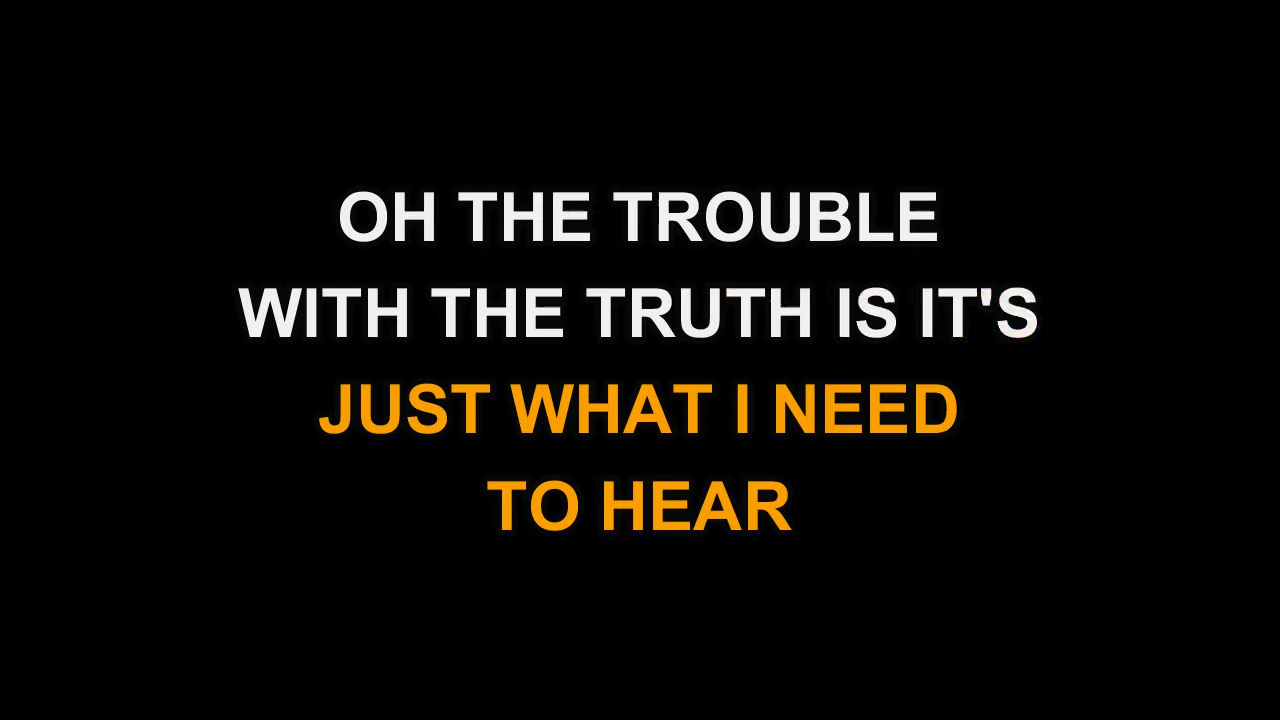 OH THE TROUBLE
WITH THE TRUTH IS IT'S
JUST WHAT I NEED
TO HEAR